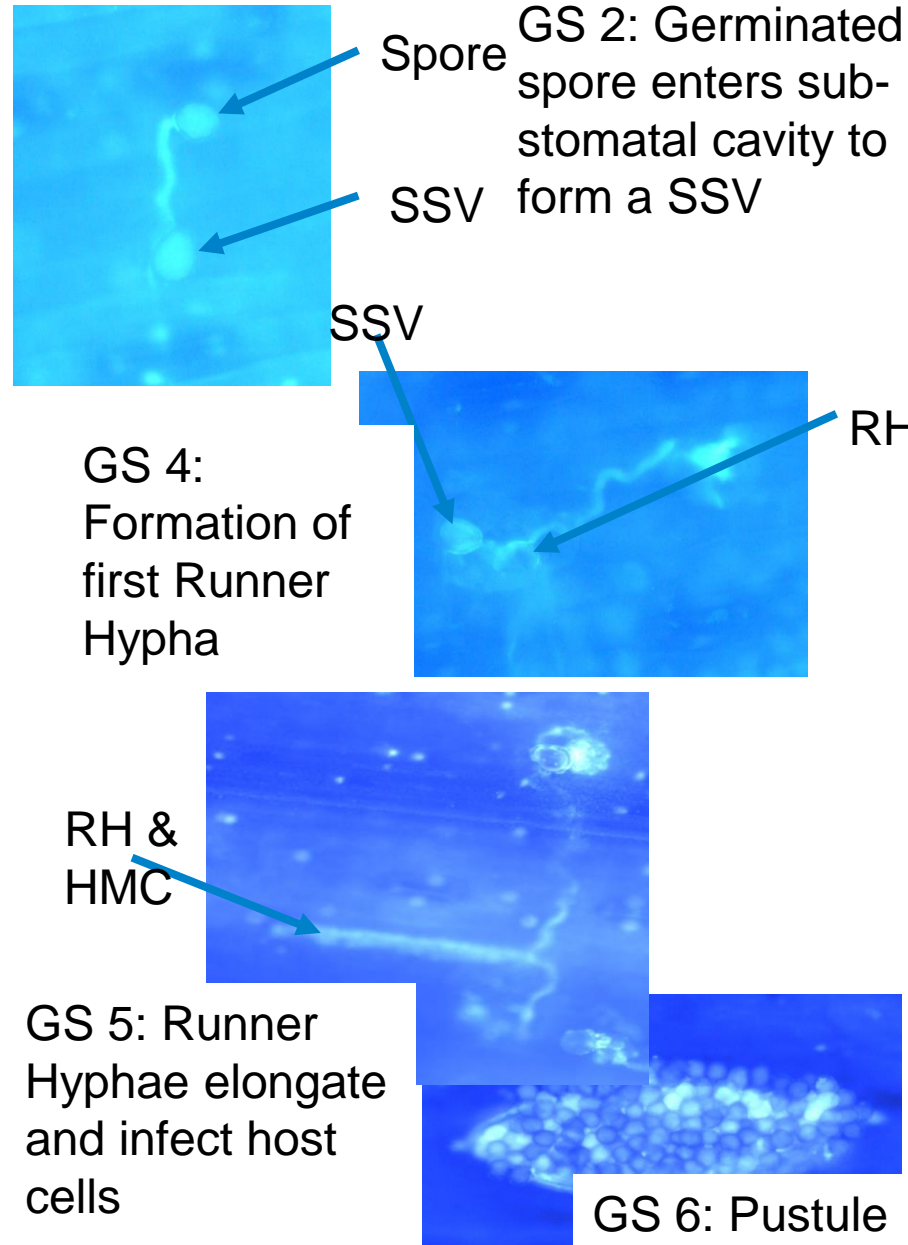 Spore
GS 2: Germinated
spore enters sub-
stomatal cavity to
form a SSV
SSV
SSV
RH
GS 4:
Formation of
first Runner
Hypha
RH &
HMC
GS 5: Runner
Hyphae elongate
and infect host
cells
GS 6: Pustule